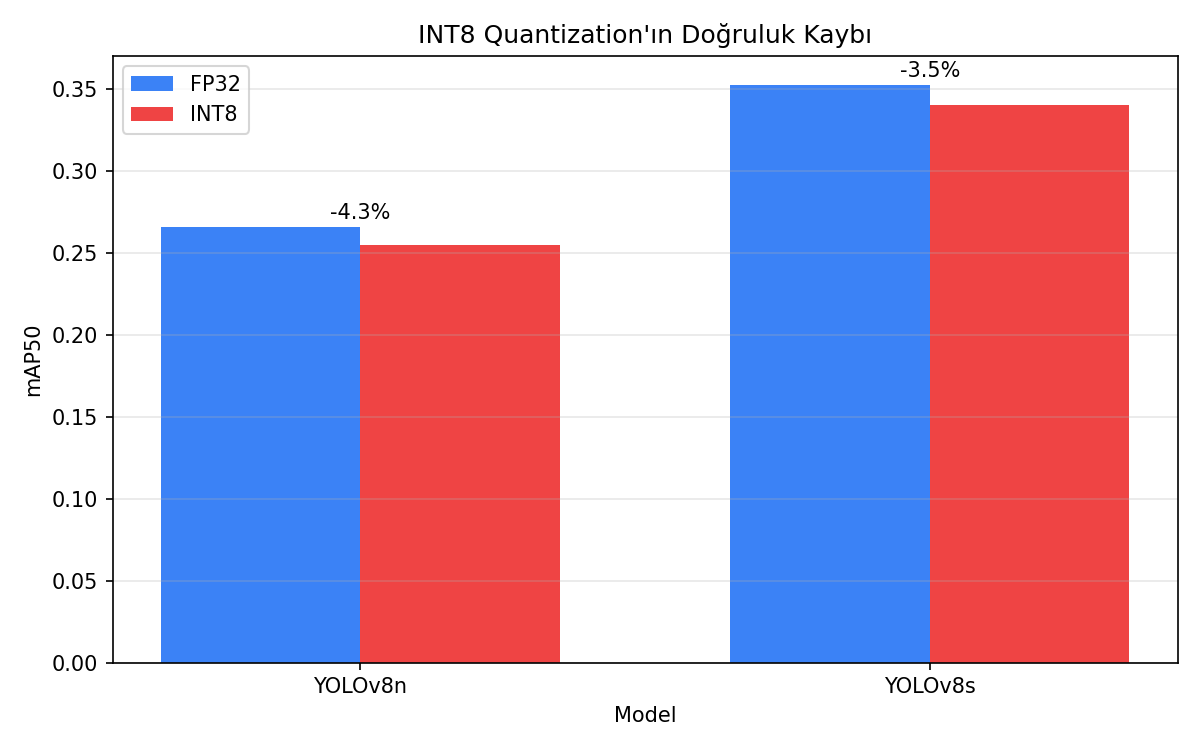 INT8 Quantization'ın Doğruluk Kaybı
FP32
INT8
-4.3%
-3.5%
mAP50
0.35
0.30
0.25
0.20
0.15
0.10
0.05
0.00
YOLOv8n
YOLOv8s
Model